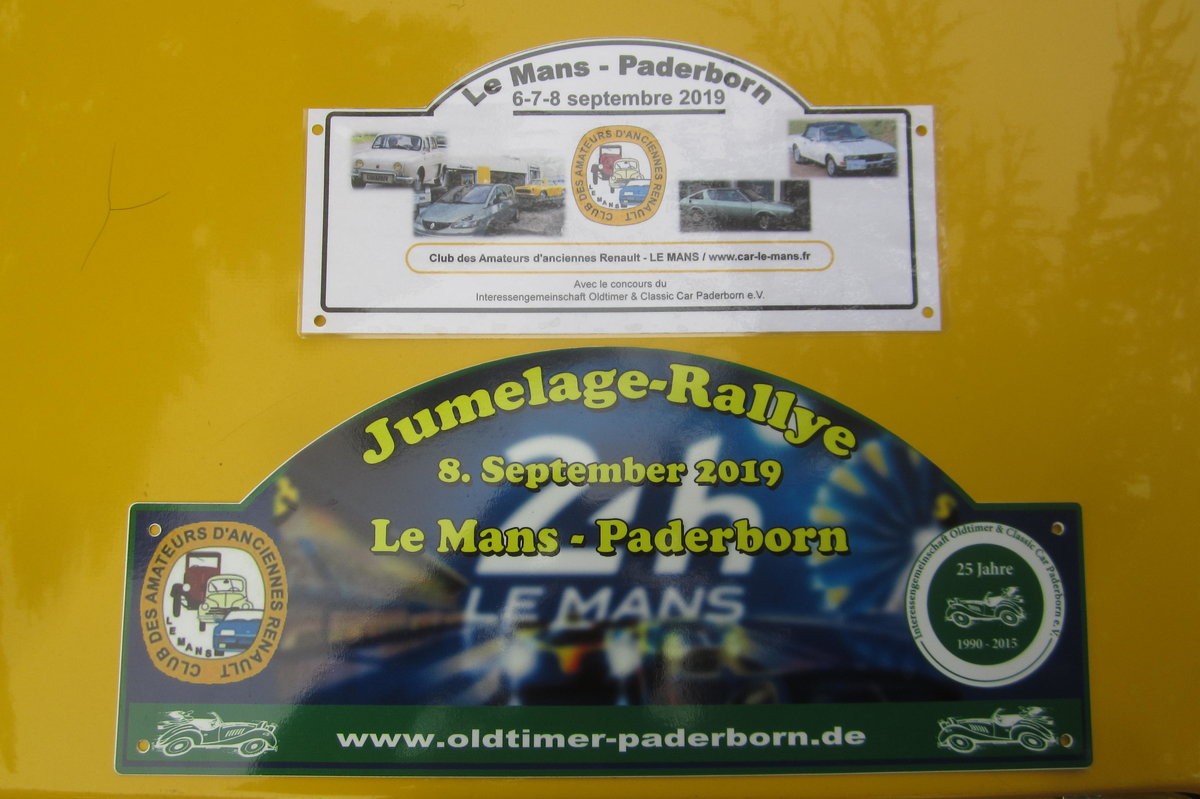 Le Mans - Paderborn
6-7-8 septembre 2019
CLUB DES AMATEURS D'ANCIENNES RENAULT
LE MANS
Club des Amateurs d'anciennes Renault - LE MANS / www.car-le-mans.fr
Avec le concours du
Interessengemeinschaft Oldtimer & Classic Car Paderborn e.V.
Jumelage-Rallye
8. September 2019
Le Mans - Paderborn
24h
LE MANS
CLUB DES AMATEURS D'ANCIENNES RENAULT
LE MANS
Interessengemeinschaft Oldtimer & Classic Car Paderborn e.V.
25 Jahre
1990 - 2015
www.oldtimer-paderborn.de